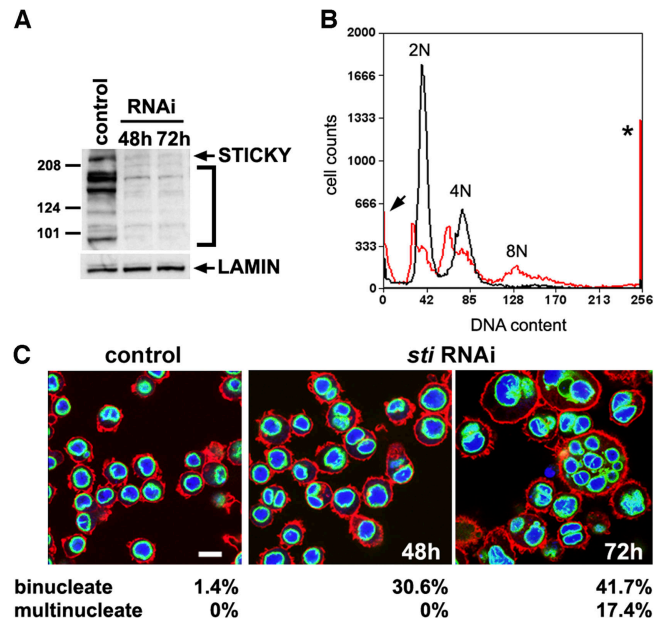 A
control
RNAi
48h 72h
STICKY
208
124
101
LAMIN
B
2000
1666
1333
1000
666
333
0
cell counts
2N
4N
8N
*
0 42 85 128 170 213 256
DNA content
C
control
sti RNAi
48h
72h
binucleate 1.4% 30.6% 41.7%
multinucleate 0% 0% 17.4%